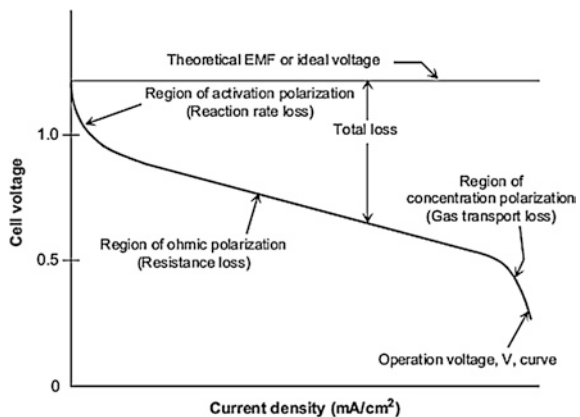 Theoretical EMF or ideal voltage
Region of activation polarization
(Reaction rate loss)
Total loss
1.0
Region of
concentration polarization
(Gas transport loss)
Cell voltage
Region of ohmic polarization
(Resistance loss)
0.5
Operation voltage, V, curve
0
Current density (mA/cm²)